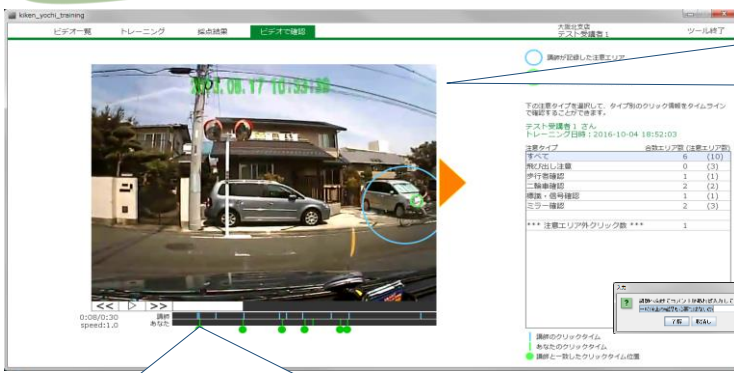 kiken_yochi_training
ビデオ一覧 トレーニング 採点結果 ビデオで確認
大阪支支店
テスト受講者1
ツール終了
講師が記録した注意エリア
下の注意タイプを選択して、タイプ別のクリック情報をタイムライン
で確認することができます。
テスト受講者1 さん
トレーニング日時：2016-10-04 18:52:03
注意タイプ 合致エリア数 (注意エリア数)
すべて 6 (10)
飛び出し注意 0 (3)
歩行者確認 1 (1)
二輪車確認 2 (2)
標識・信号確認 1 (1)
ミラー確認 2 (3)
*** 注意エリア外クリック数 *** 1
<< ▷ >>
0:08/0:30 講師
speed:1.0 あなた
入力
了解 取消し
講師のクリックタイム
あなたのクリックタイム
講師と一致したクリックタイム位置